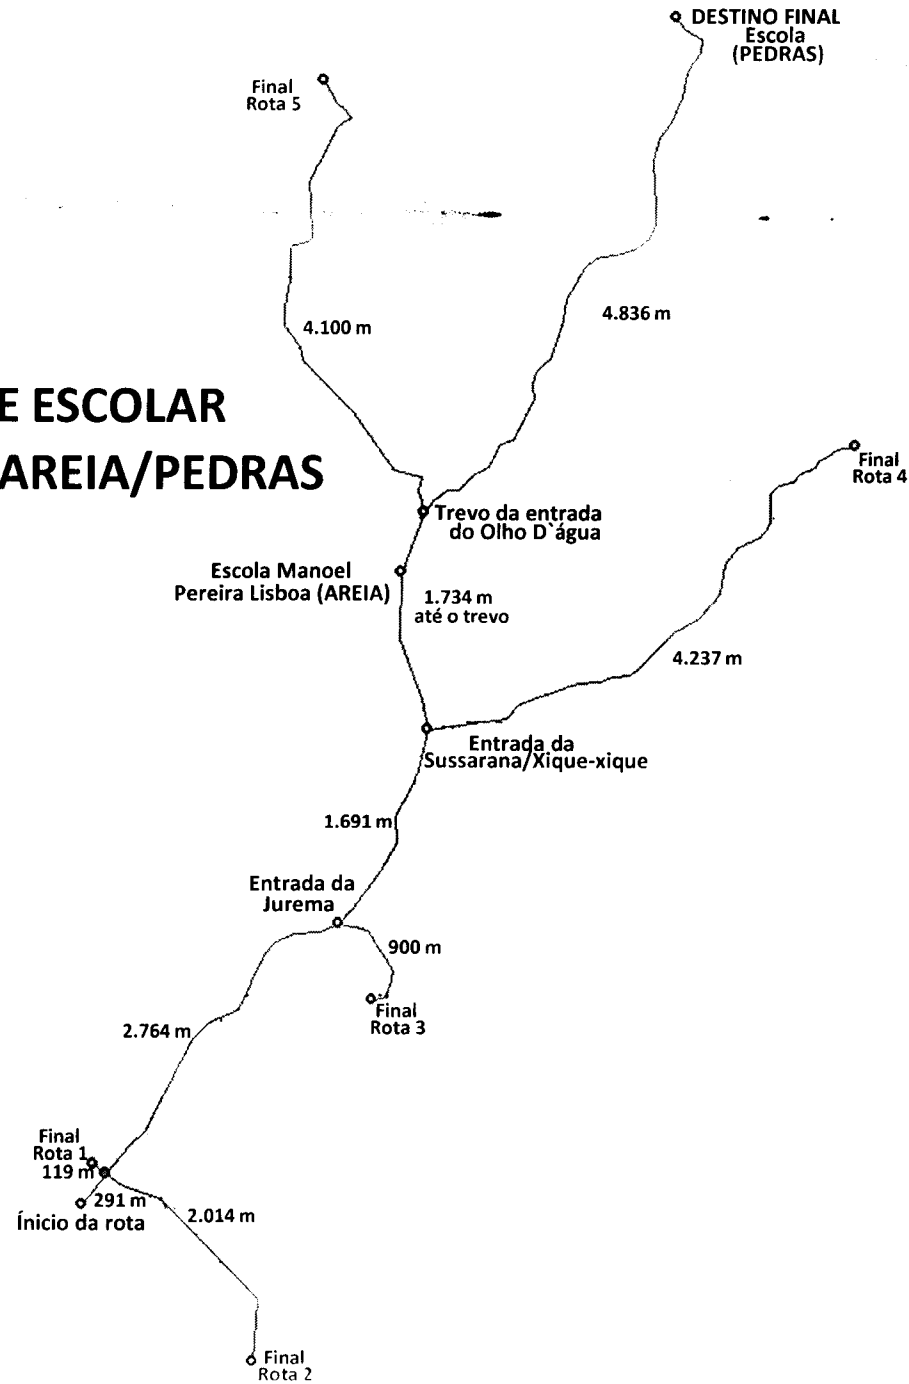 DESTINO FINAL
Escola
(PEDRAS)
Final
Rota 5
4.836 m
4.100 m
E ESCOLAR
AREIA/PEDRAS
Final
Rota 4
Trevo da entrada
do Olho D`água
Escola Manoel
Pereira Lisboa (AREIA)
1.734 m
até o trevo
4.237 m
Entrada da
Sussarana/Xique-xique
1.691 m
Entrada da
Jurema
900 m
Final
Rota 3
2.764 m
Final
Rota 1
119 m
291 m
Ínicio da rota
2.014 m
Final
Rota 2